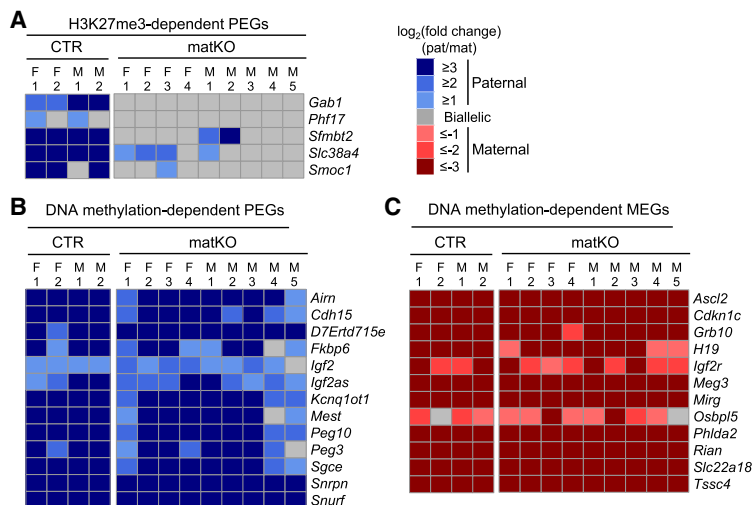 A
H3K27me3-dependent PEGs
CTR
matKO
F F M M F F F F M M M M M
1 2 1 2 1 2 3 4 1 2 3 4 5
Gab1
Phf17
Sfmbt2
Slc38a4
Smoc1
log2(fold change)
(pat/mat)
≥3
≥2
≥1
Paternal
Biallelic
≤-1
≤-2
≤-3
Maternal
B
DNA methylation-dependent PEGs
CTR
matKO
F F M M F F F F M M M M M
1 2 1 2 1 2 3 4 1 2 3 4 5
Airn
Cdh15
D7Ertd715e
Fkbp6
Igf2
Igf2as
Kcnq1ot1
Mest
Peg10
Peg3
Sgce
Snrpn
Snurf
C
DNA methylation-dependent MEGs
CTR
matKO
F F M M F F F F M M M M M
1 2 1 2 1 2 3 4 1 2 3 4 5
Ascl2
Cdkn1c
Grb10
H19
Igf2r
Meg3
Mirg
Osbpl5
Phlda2
Rian
Slc22a18
Tssc4